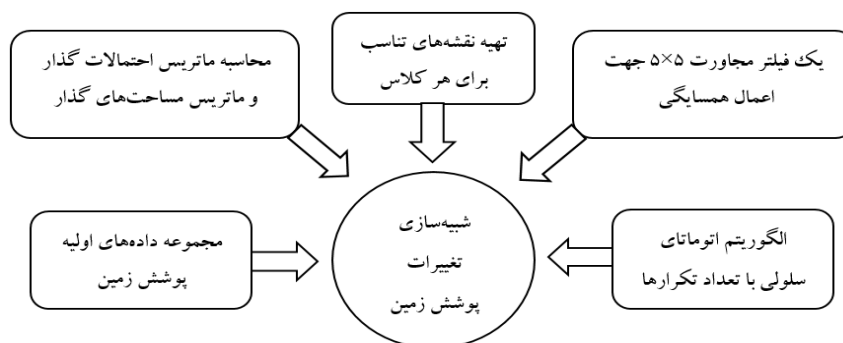 یک فیلتر مجاورت ۵×۵ جهت
اعمال همسایگی
تهیه نقشه‌های تناسب
برای هر کلاس
محاسبه ماتریس احتمالات گذار
و ماتریس مساحت‌های گذار
الگوریتم اتوماتای
سلولی با تعداد تکرارها
شبیه‌سازی
تغییرات
پوشش زمین
مجموعه داده‌های اولیه
پوشش زمین